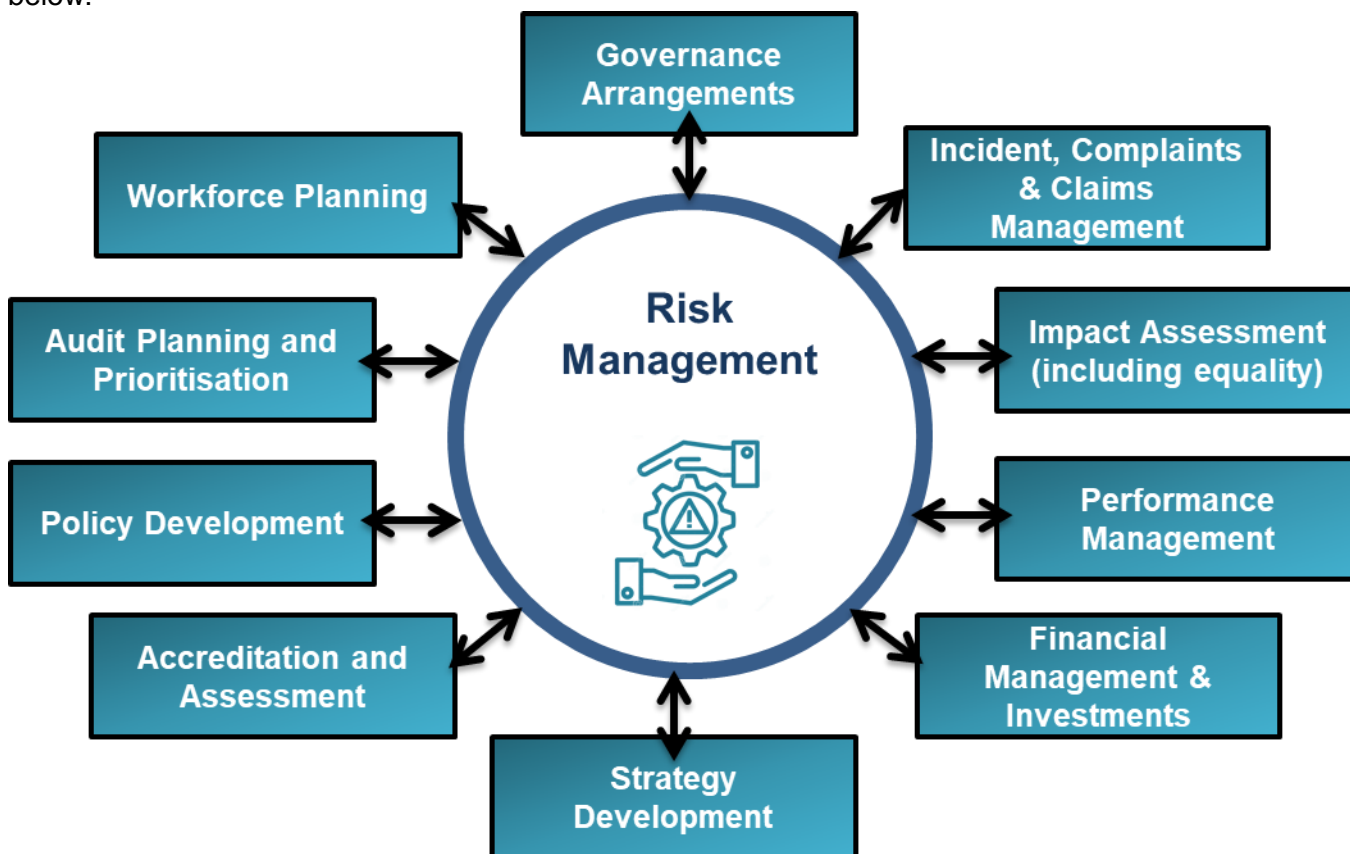 below.
Governance
Arrangements
Incident, Complaints
& Claims
Management
Workforce Planning
Risk
Management
Impact Assessment
(including equality)
Audit Planning and
Prioritisation
Performance
Management
Policy Development
Financial
Management &
Investments
Accreditation and
Assessment
Strategy
Development